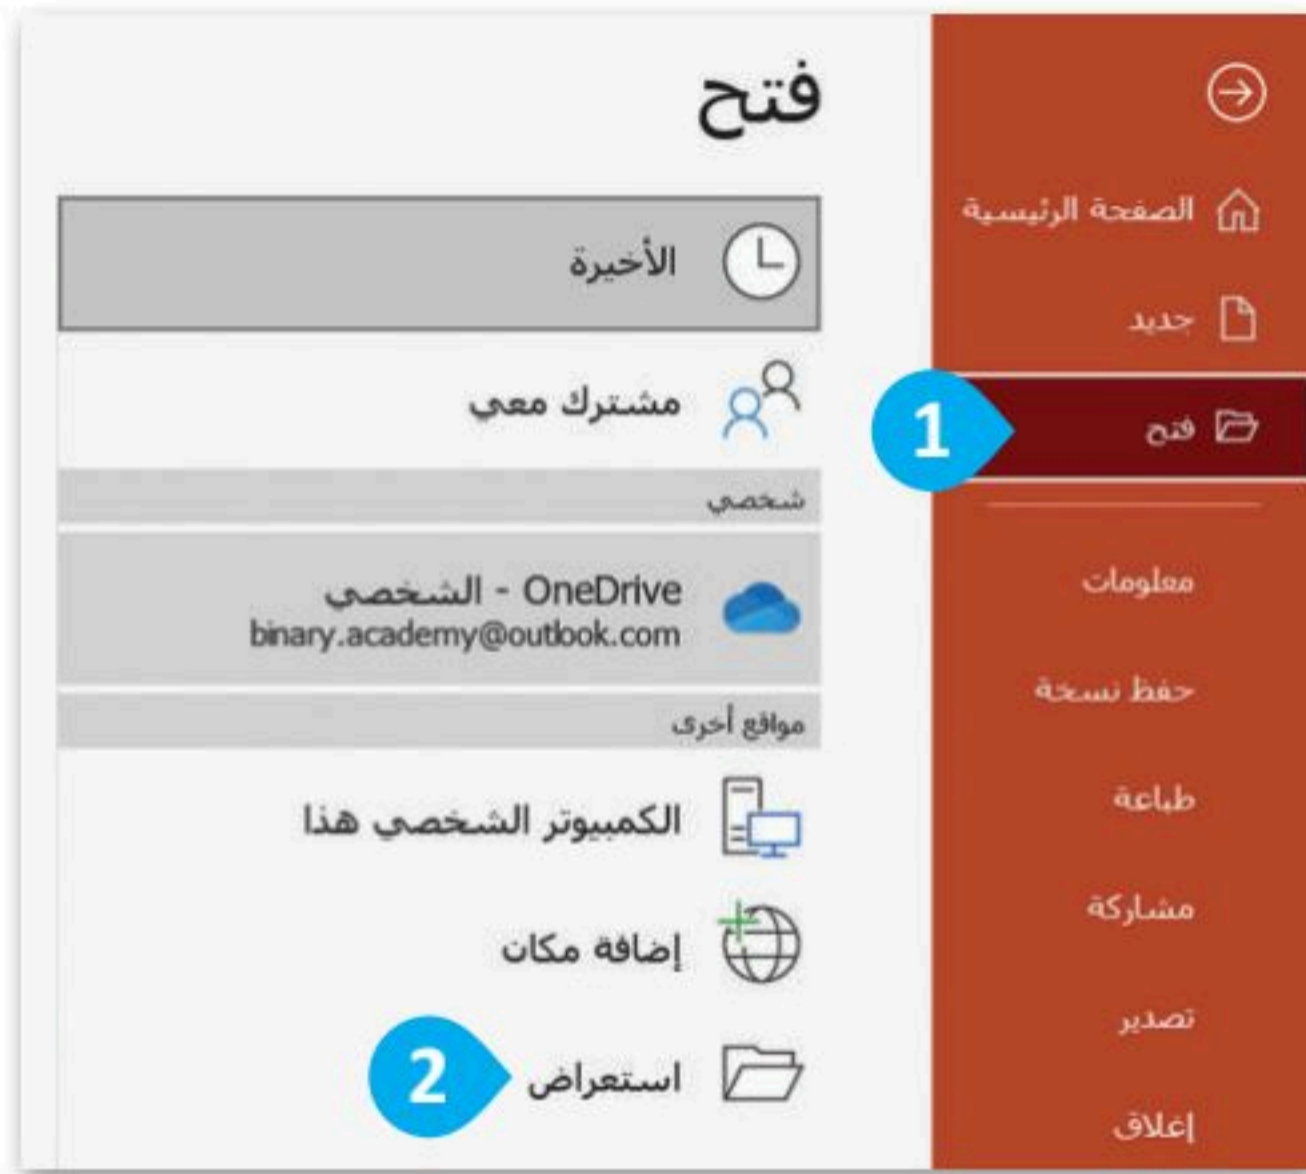 الصفحة الرئيسية
جديد
فتح
1
معلومات
حفظ نسخة
طباعة
مشاركة
تصدير
إغلاق
فتح
الأخيرة
مشترك معي
شخصي
OneDrive - الشخصي
binary.academy@outlook.com
مواقع أخرى
الكمبيوتر الشخصي هذا
إضافة مكان
استعراض
2